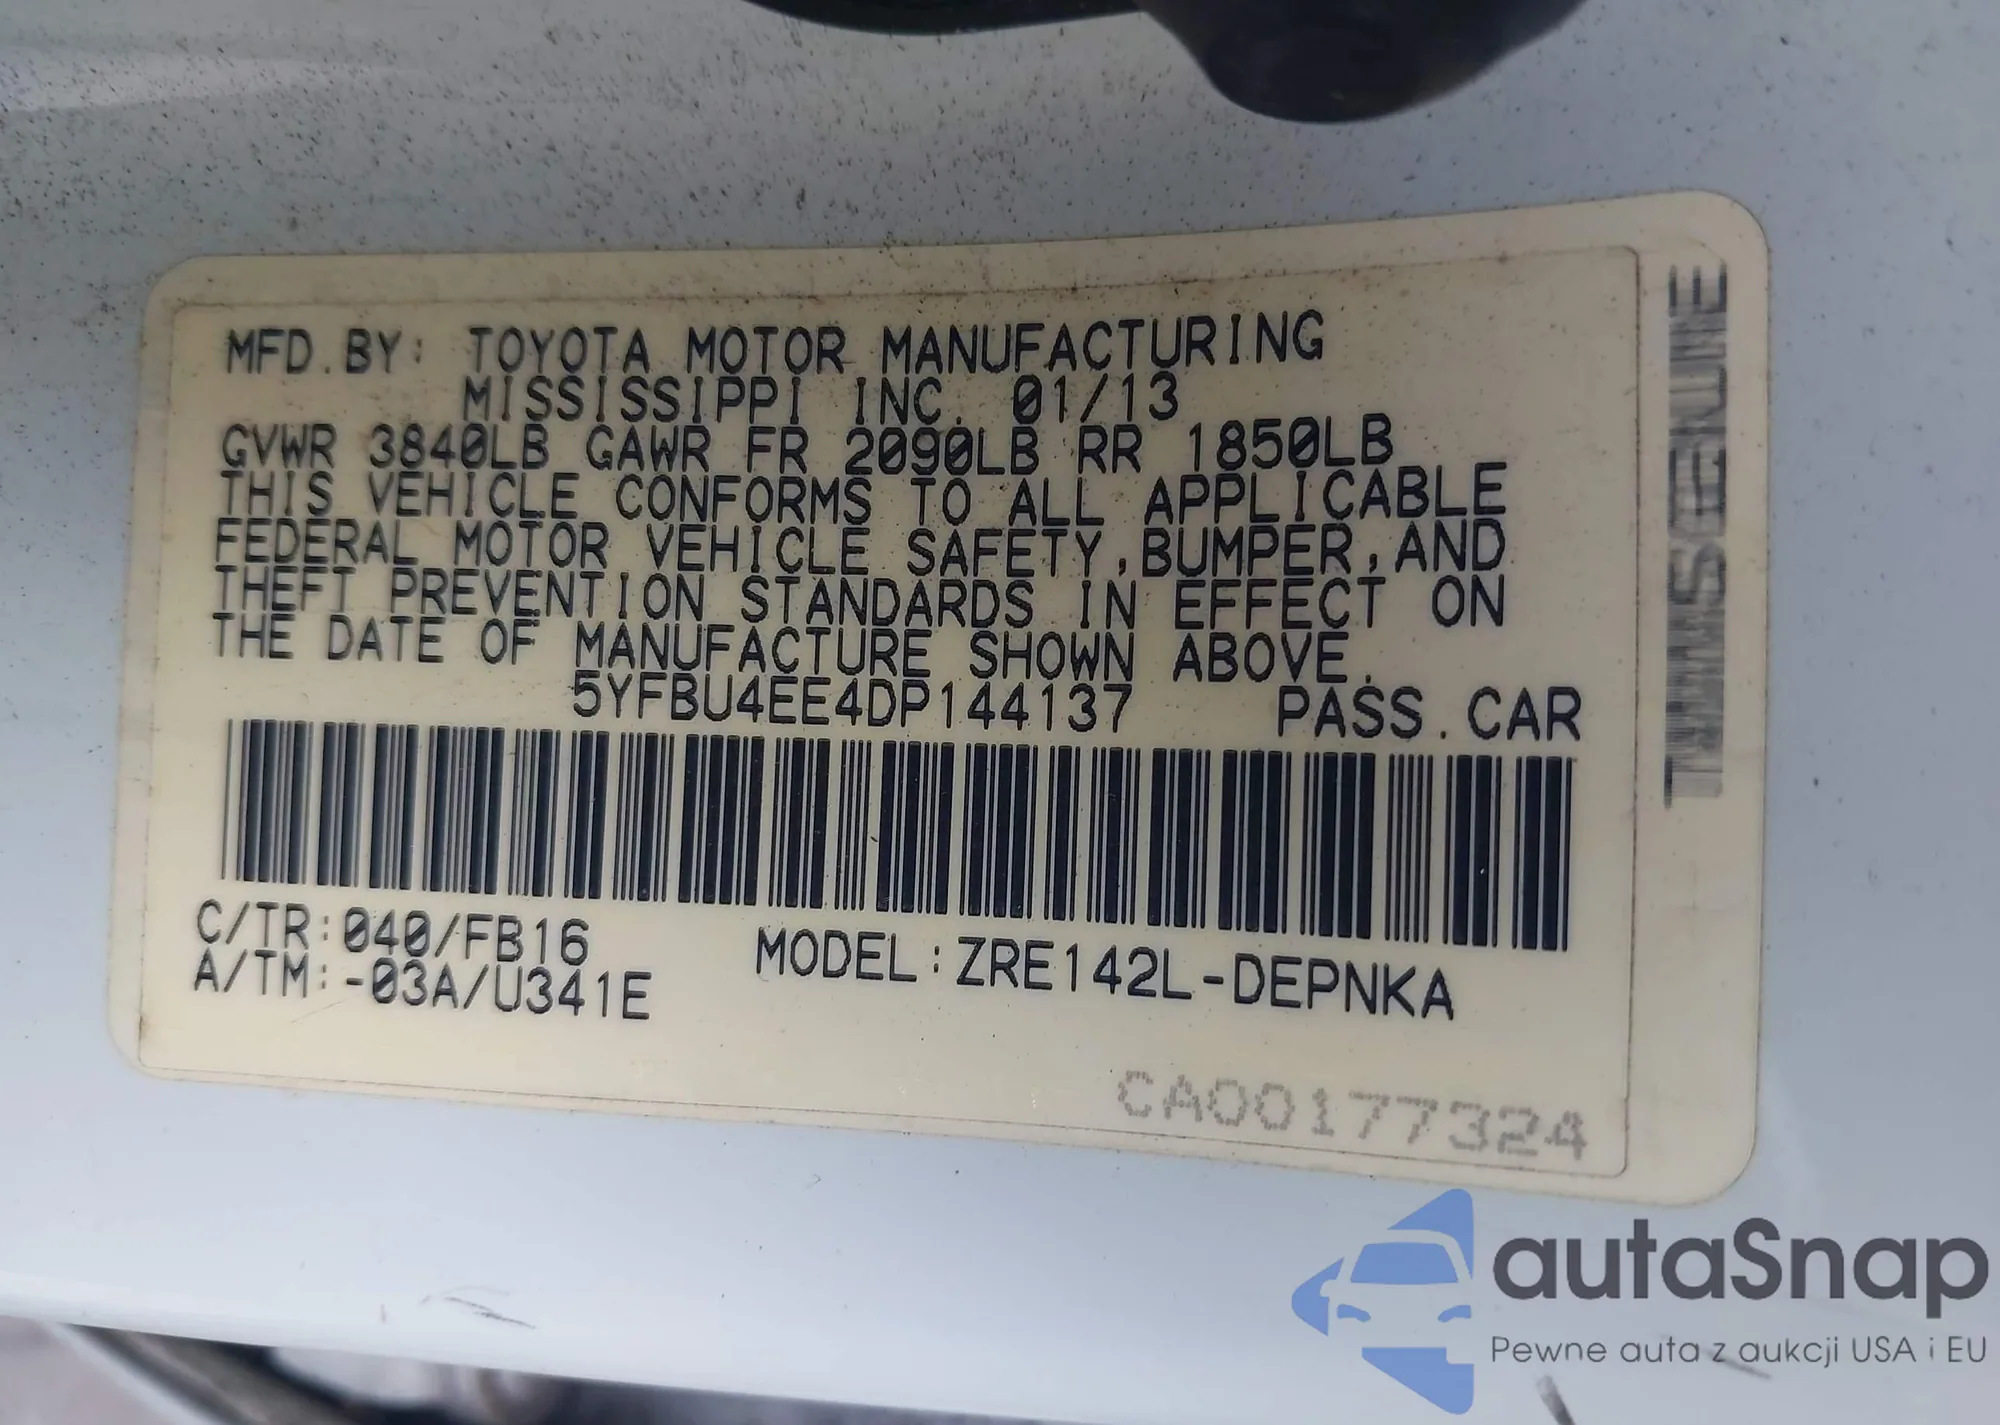 MFD.BY: TOYOTA MOTOR MANUFACTURING
MISSISSIPPI INC. 01/13
GVWR 3840LB GAWR FR 2090LB RR 1850LB
THIS VEHICLE CONFORMS TO ALL APPLICABLE
FEDERAL MOTOR VEHICLE SAFETY,BUMPER,AND
THEFT PREVENTION STANDARDS IN EFFECT ON
THE DATE OF MANUFACTURE SHOWN ABOVE.
5YFBU4EE4DP144137 PASS.CAR
C/TR:040/FB16
A/TM:-03A/U341E
MODEL:ZRE142L-DEPNKA
CA00177324
GENUINE
autaSnap
Pewne auta z aukcji USA i EU